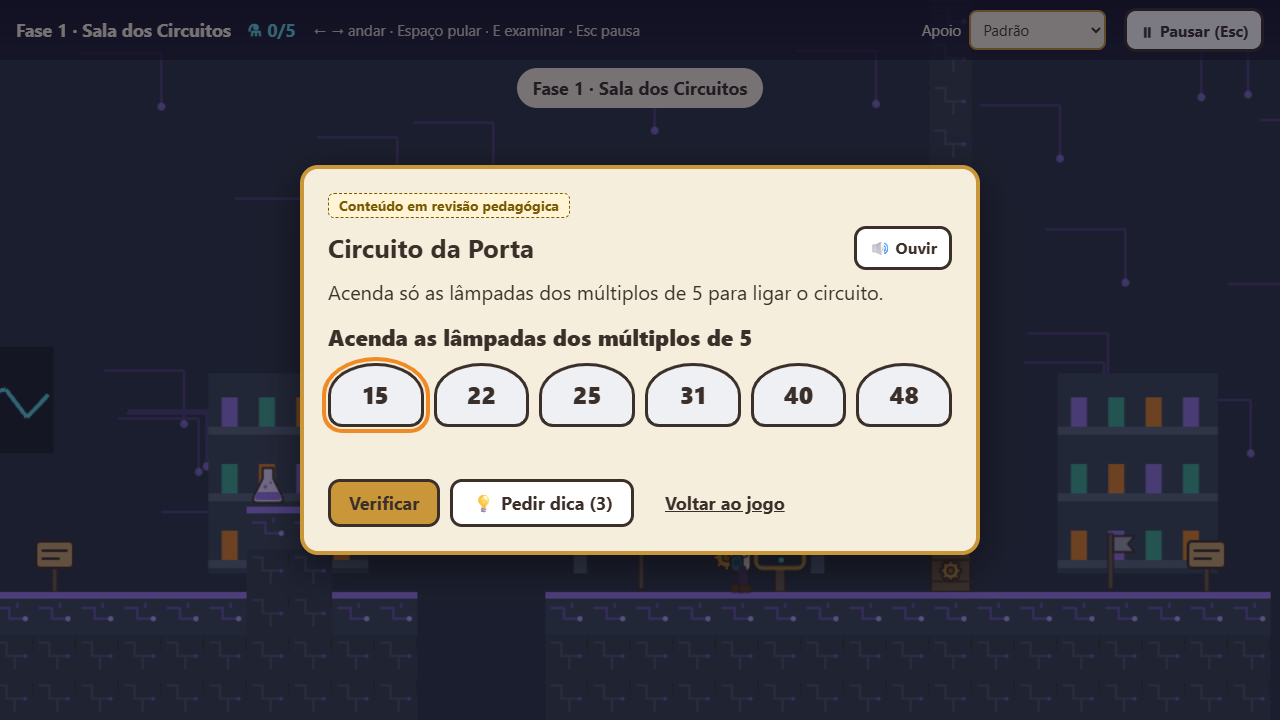 Fase 1 · Sala dos Circuitos 0/5 ← → andar · Espaço pular · E examinar · Esc pausa Apoio Padrão Pausar (Esc)
Fase 1 · Sala dos Circuitos
Conteúdo em revisão pedagógica
Circuito da Porta Ouvir
Acenda só as lâmpadas dos múltiplos de 5 para ligar o circuito.
Acenda as lâmpadas dos múltiplos de 5
15 22 25 31 40 48
Verificar Pedir dica (3) Voltar ao jogo